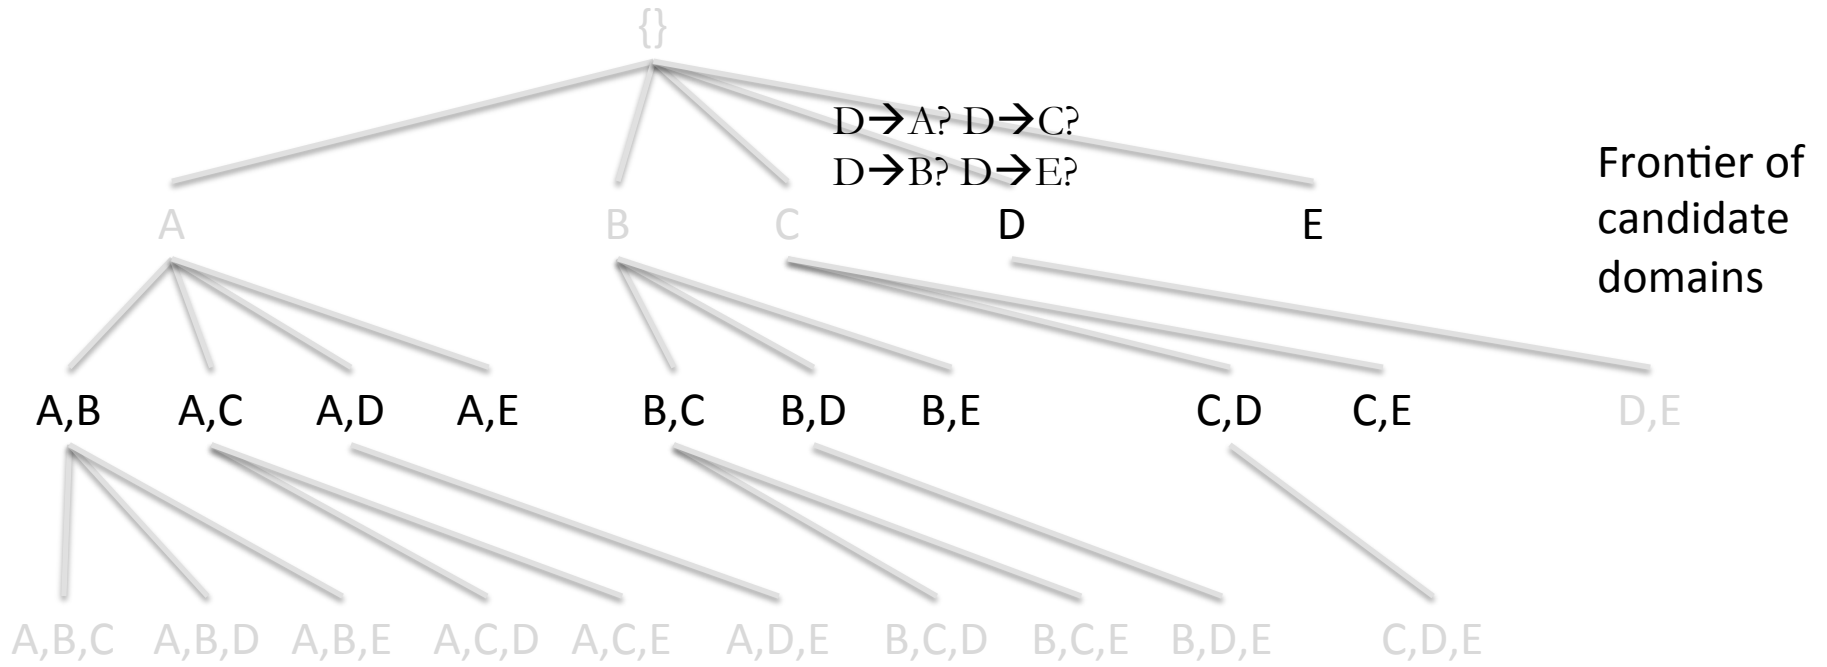 {}
D→A? D→C?
D→B? D→E?
Frontier of
candidate
domains
A B C D E
A,B A,C A,D A,E B,C B,D B,E C,D C,E D,E
A,B,C A,B,D A,B,E A,C,D A,C,E A,D,E B,C,D B,C,E B,D,E C,D,E